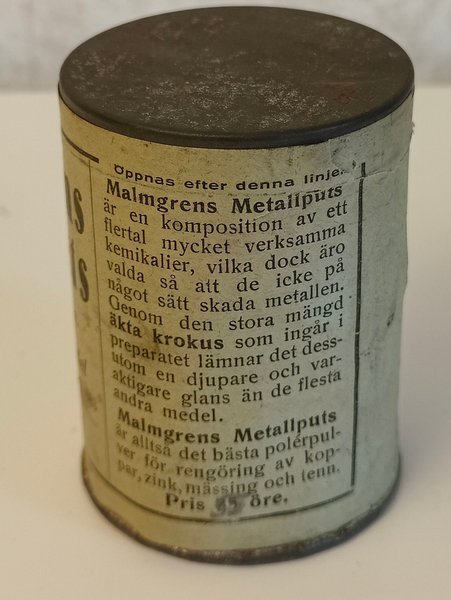 Öppnas efter denna linje.
Malmgrens Metallputs
är en komposition av ett
flertal mycket verksamma
kemikalier, vilka dock äro
valda så att de icke på
något sätt skada metallen.
Genom den stora mängd
äkta krokus som ingår i
preparatet lämnar det dess-
utom en djupare och var-
aktigare glans än de flesta
andra medel.
Malmgrens Metallputs
är alltså det bästa polérpul-
ver för rengöring av kop-
par, zink, mässing och tenn.
Pris öre.